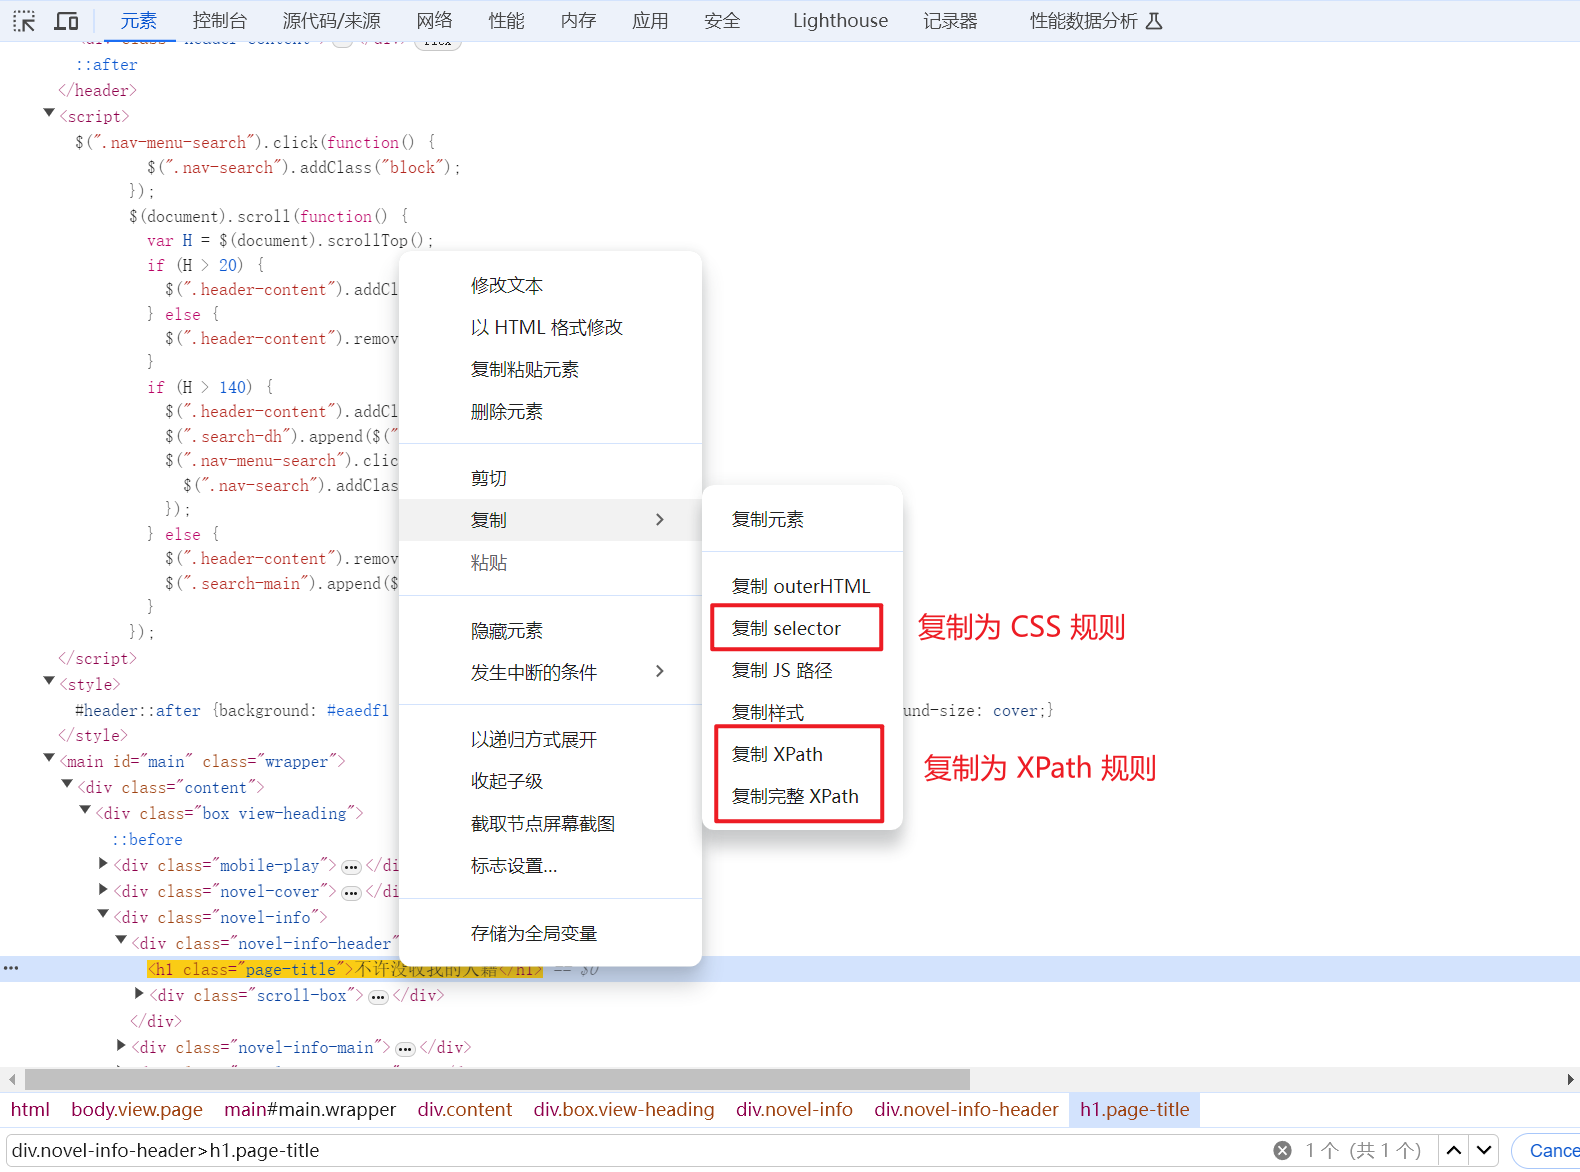 元素 控制台 源代码/来源 网络 性能 内存 应用 安全 Lighthouse 记录器 性能数据分析
::after
</header>
<script>
$(".nav-menu-search").click(function() {
$(".nav-search").addClass("block");
});
$(document).scroll(function() {
var H = $(document).scrollTop();
if (H > 20) {
$(".header-content").addCl
} else {
$(".header-content").remov
}
if (H > 140) {
$(".header-content").addCl
$(".search-dh").append($("
$(".nav-menu-search").clic
$(".nav-search").addClas
});
} else {
$(".header-content").remov
$(".search-main").append($
}
});
</script>
<style>
#header::after {background: #eaedf1 und-size: cover;}
</style>
<main id="main" class="wrapper">
<div class="content">
<div class="box view-heading">
::before
<div class="mobile-play"> ••• </di
<div class="novel-cover"> ••• </di
<div class="novel-info">
<div class="novel-info-header"
<h1 class="page-title">不许没收我的人籍</h1> == $0
<div class="scroll-box"> ••• </div>
</div>
<div class="novel-info-main"> ••• </div>
修改文本
以 HTML 格式修改
复制粘贴元素
删除元素
剪切
复制
粘贴
隐藏元素
发生中断的条件
以递归方式展开
收起子级
截取节点屏幕截图
标志设置...
存储为全局变量
复制元素
复制 outerHTML
复制 selector
复制 JS 路径
复制样式
复制 XPath
复制完整 XPath
复制为 CSS 规则
复制为 XPath 规则
html body.view.page main#main.wrapper div.content div.box.view-heading div.novel-info div.novel-info-header h1.page-title
div.novel-info-header>h1.page-title 1 个 (共 1 个) Cance